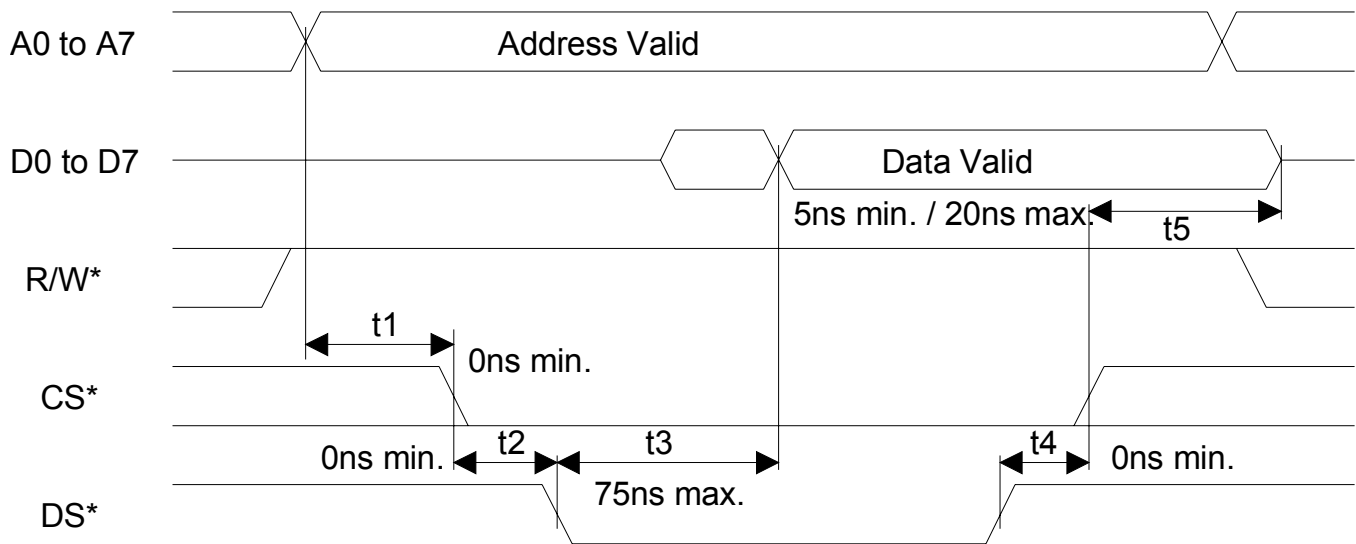 A0 to A7
Address Valid
D0 to D7
Data Valid
5ns min. / 20ns max.
t5
R/W*
t1
0ns min.
CS*
0ns min.
t2
t3
t4
0ns min.
75ns max.
DS*